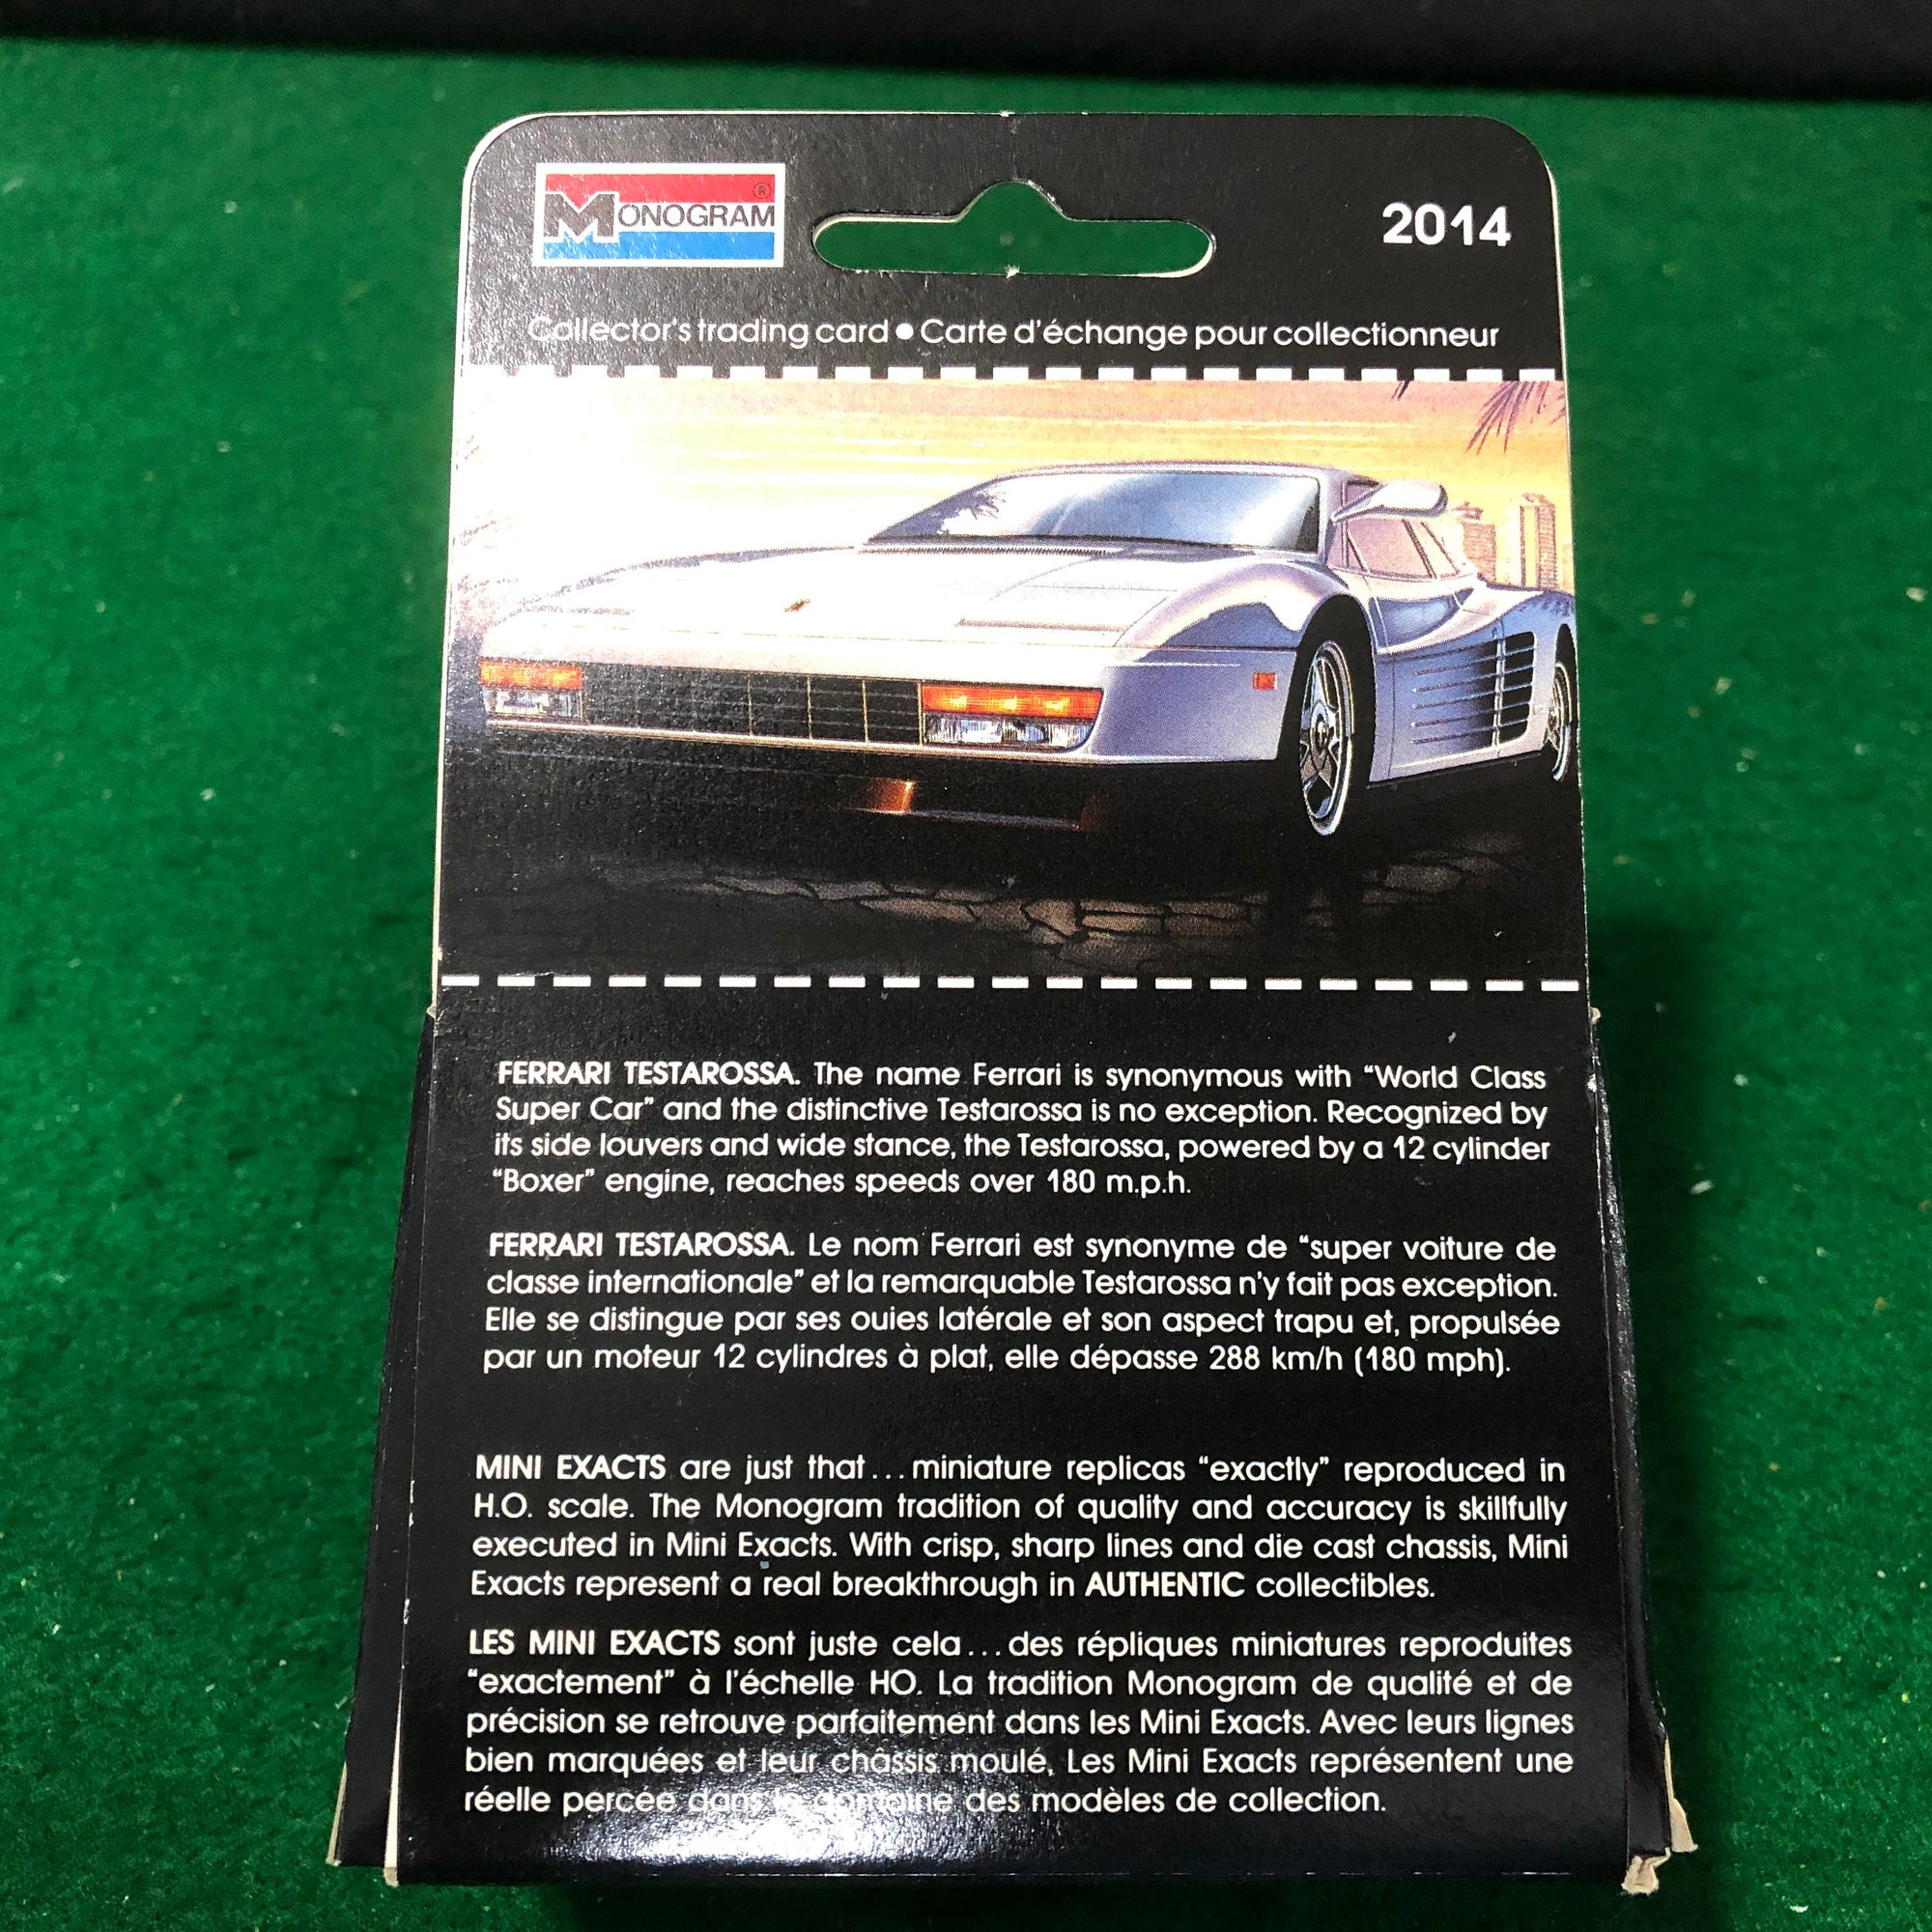 MONOGRAM®
2014
Collector's trading card • Carte d'échange pour collectionneur
FERRARI TESTAROSSA. The name Ferrari is synonymous with "World Class
Super Car" and the distinctive Testarossa is no exception. Recognized by
its side louvers and wide stance, the Testarossa, powered by a 12 cylinder
"Boxer" engine, reaches speeds over 180 m.p.h.
FERRARI TESTAROSSA. Le nom Ferrari est synonyme de "super voiture de
classe internationale" et la remarquable Testarossa n'y fait pas exception.
Elle se distingue par ses ouies latérale et son aspect trapu et, propulsée
par un moteur 12 cylindres à plat, elle dépasse 288 km/h (180 mph).
MINI EXACTS are just that...miniature replicas "exactly" reproduced in
H.O. scale. The Monogram tradition of quality and accuracy is skillfully
executed in Mini Exacts. With crisp, sharp lines and die cast chassis, Mini
Exacts represent a real breakthrough in AUTHENTIC collectibles.
LES MINI EXACTS sont juste cela...des répliques miniatures reproduites
"exactement" à l'échelle HO. La tradition Monogram de qualité et de
précision se retrouve parfaitement dans les Mini Exacts. Avec leurs lignes
bien marquées et leur châssis moulé, Les Mini Exacts représentent une
réelle percée dans le domaine des modèles de collection.